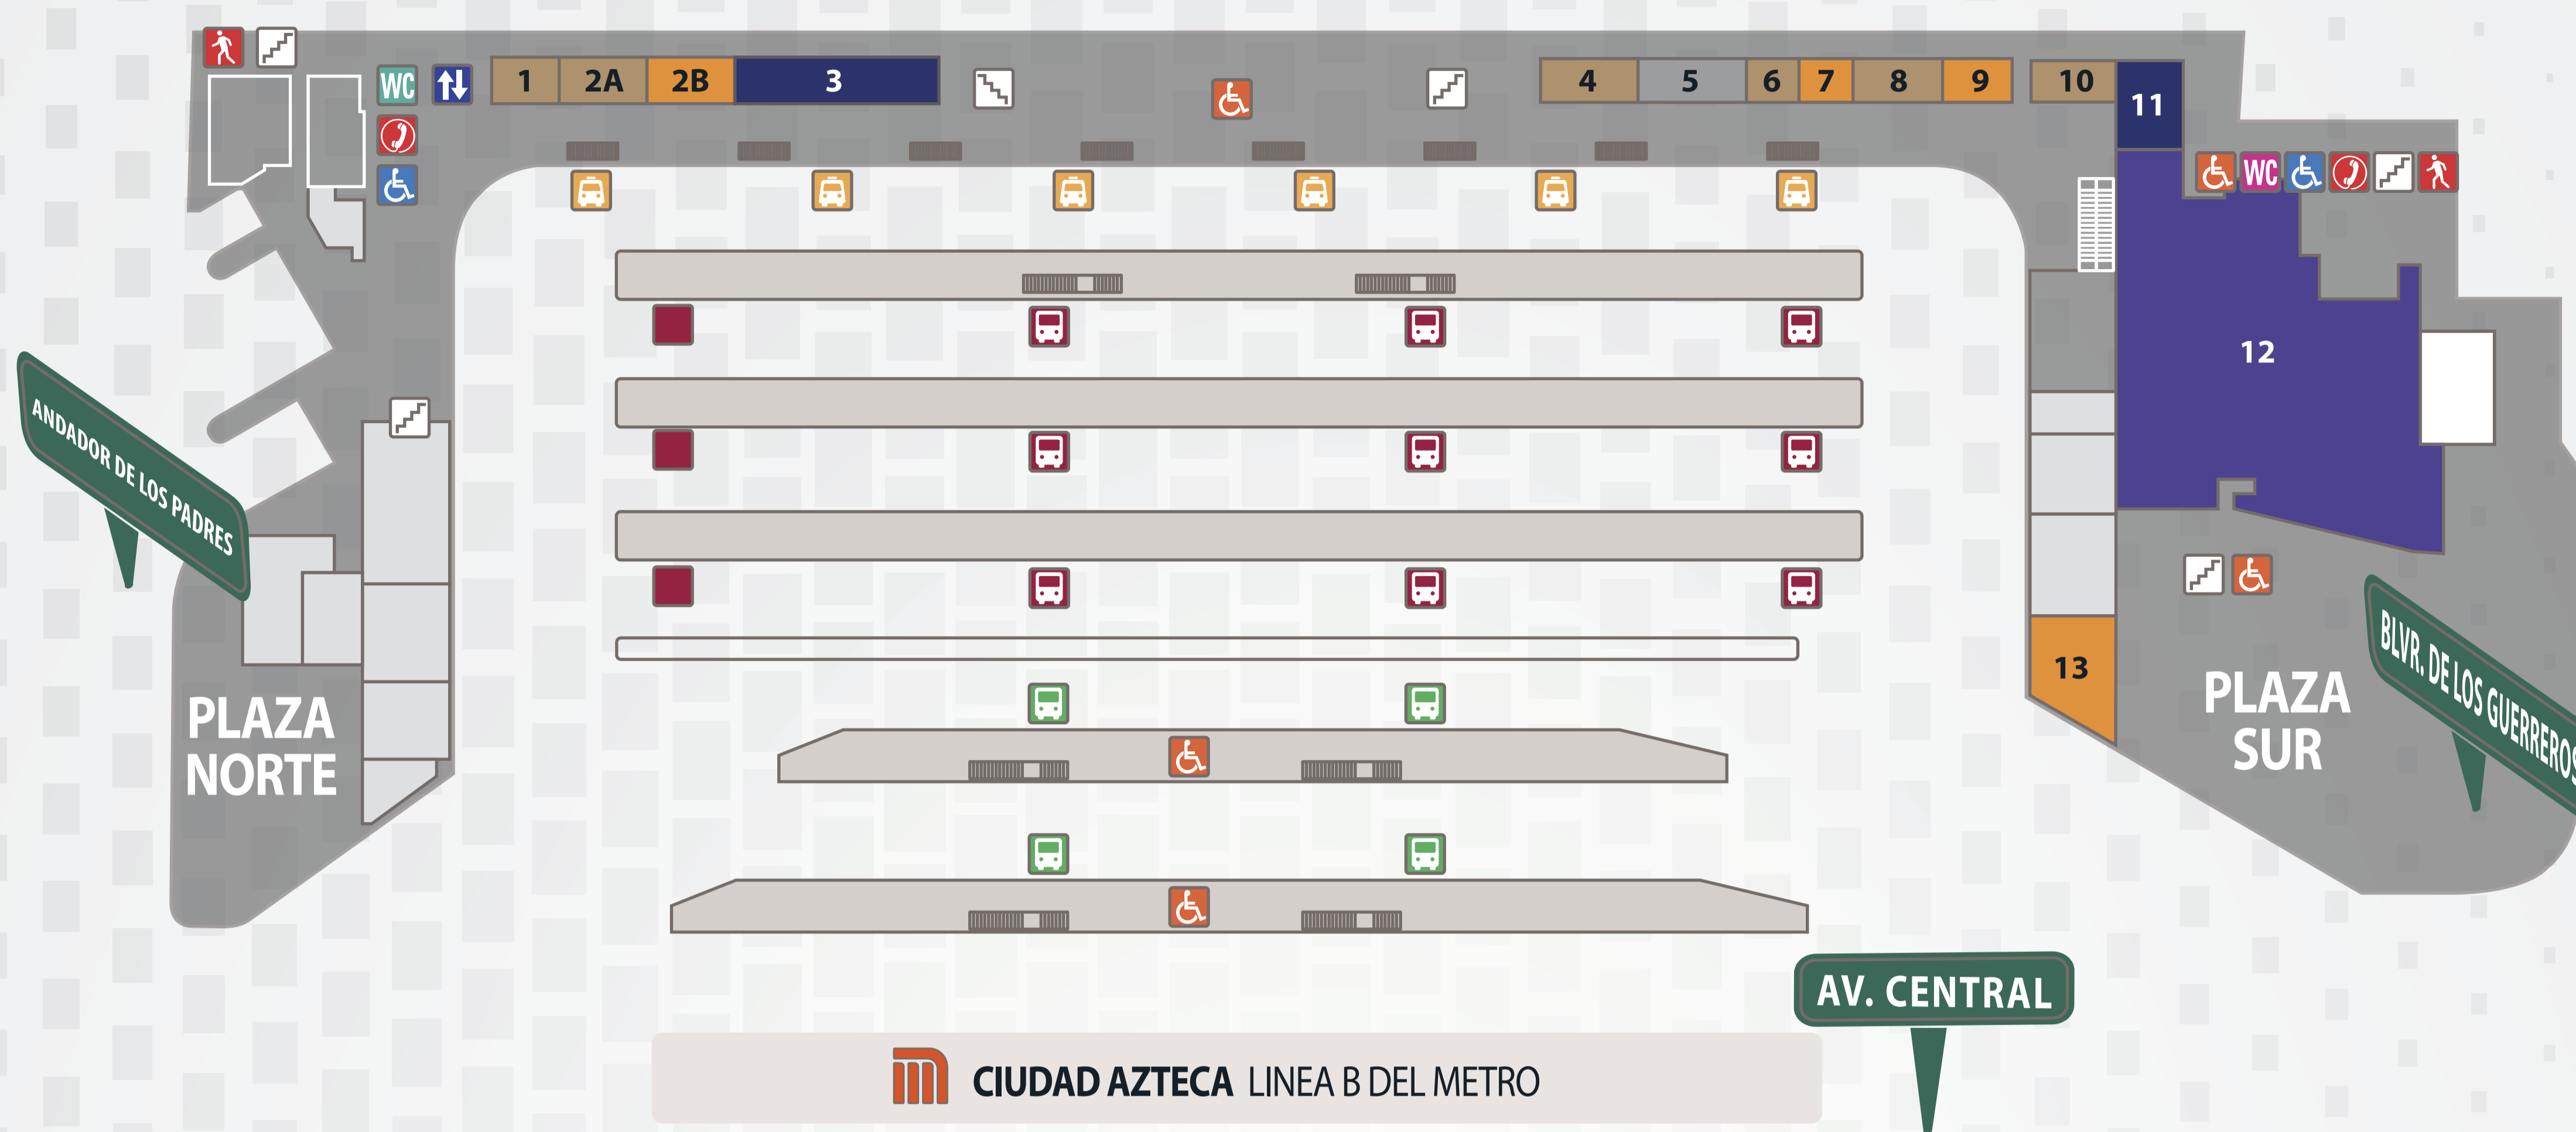 WC
1
2A
2B
3
4
5
6
7
8
9
10
11
WC
12
ANDADOR DE LOS PADRES
13
PLAZA
NORTE
PLAZA
SUR
BLVR. DE LOS GUERREROS
AV. CENTRAL
CIUDAD AZTECA LINEA B DEL METRO